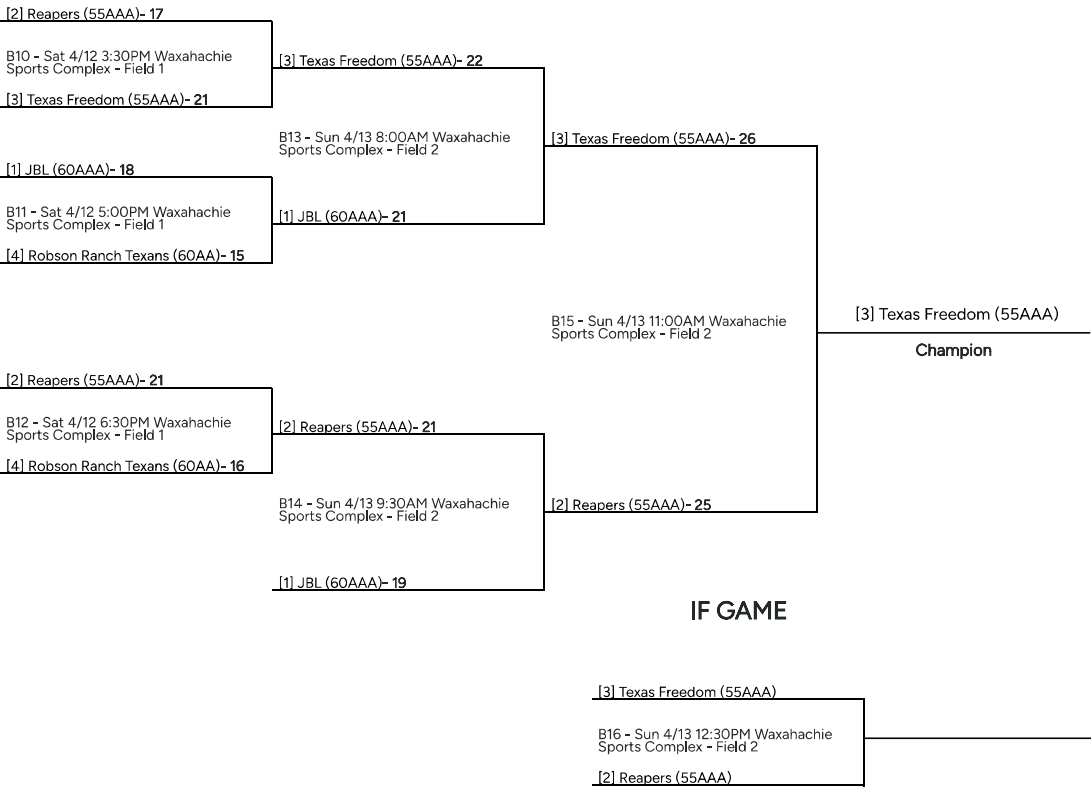 [2] Reapers (55AAA)- 17
B10 - Sat 4/12 3:30PM Waxahachie
Sports Complex - Field 1
[3] Texas Freedom (55AAA)- 21
[3] Texas Freedom (55AAA)- 22
B13 - Sun 4/13 8:00AM Waxahachie
Sports Complex - Field 2
[1] JBL (60AAA)- 21
[1] JBL (60AAA)- 18
B11 - Sat 4/12 5:00PM Waxahachie
Sports Complex - Field 1
[4] Robson Ranch Texans (60AA)- 15
[3] Texas Freedom (55AAA)- 26
B15 - Sun 4/13 11:00AM Waxahachie
Sports Complex - Field 2
[2] Reapers (55AAA)- 25
[3] Texas Freedom (55AAA)
Champion
[2] Reapers (55AAA)- 21
B12 - Sat 4/12 6:30PM Waxahachie
Sports Complex - Field 1
[4] Robson Ranch Texans (60AA)- 16
[2] Reapers (55AAA)- 21
B14 - Sun 4/13 9:30AM Waxahachie
Sports Complex - Field 2
[1] JBL (60AAA)- 19
IF GAME
[3] Texas Freedom (55AAA)
B16 - Sun 4/13 12:30PM Waxahachie
Sports Complex - Field 2
[2] Reapers (55AAA)